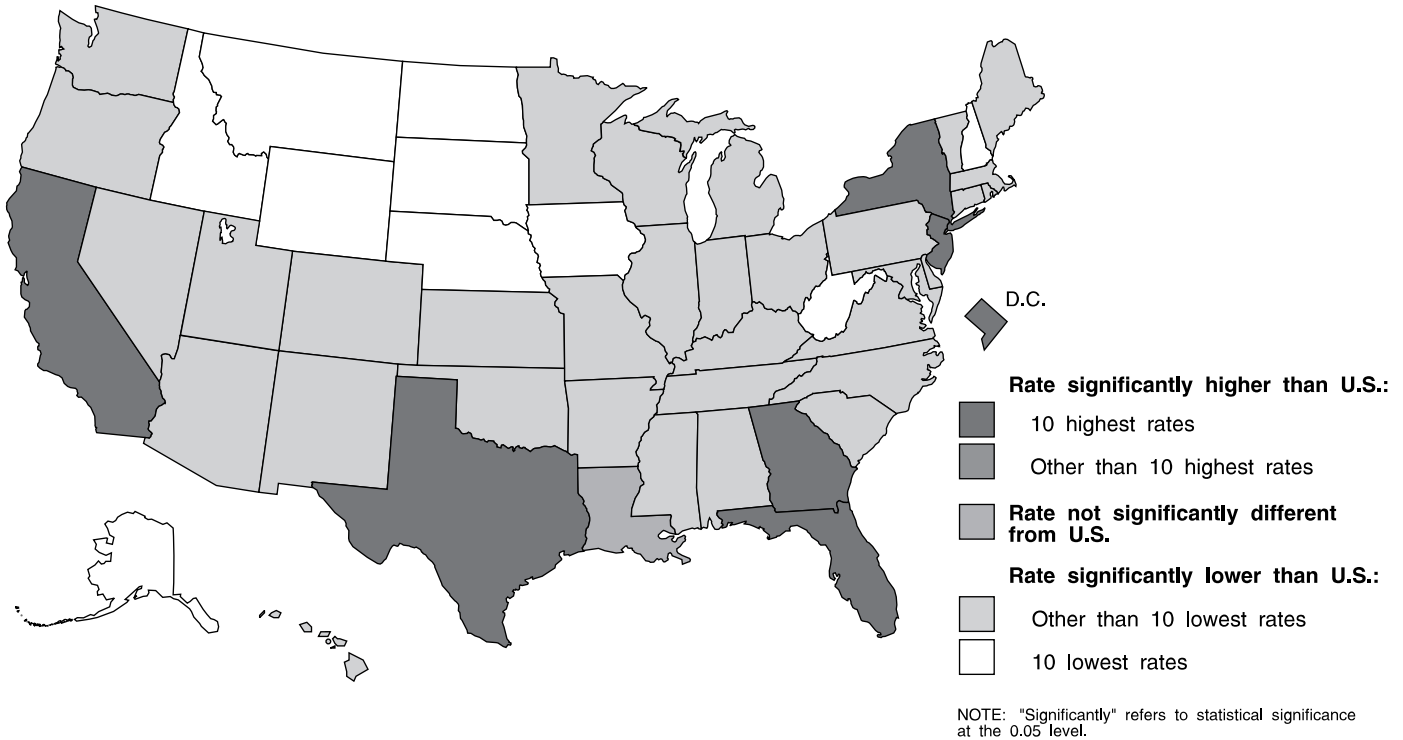 D.C.
Rate significantly higher than U.S.:
10 highest rates
Other than 10 highest rates
Rate not significantly different
from U.S.
Rate significantly lower than U.S.:
Other than 10 lowest rates
10 lowest rates
NOTE: "Significantly" refers to statistical significance
at the 0.05 level.